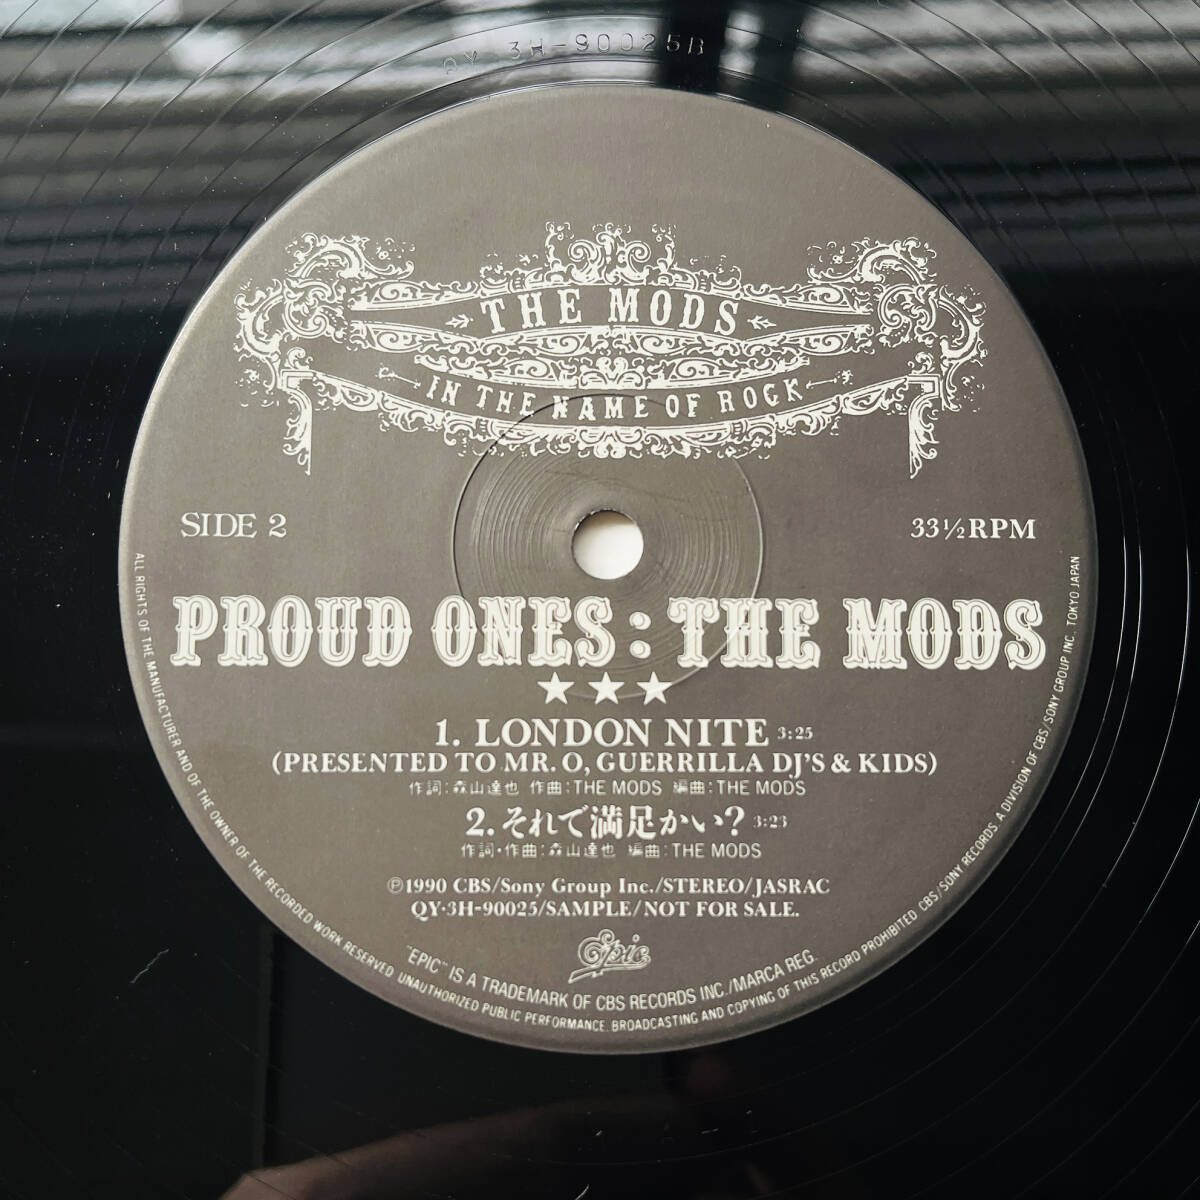 QY 3H-90025B
THE MODS
IN THE NAME OF ROCK
SIDE 2
33 1/2 RPM
PROUD ONES : THE MODS
★★★
1. LONDON NITE 3:25
(PRESENTED TO MR. O, GUERRILLA DJ'S & KIDS)
作詞：森山達也 作曲：THE MODS 編曲：THE MODS
2. それで満足かい? 3:23
作詞・作曲：森山達也 編曲：THE MODS
Ⓟ1990 CBS/Sony Group Inc./STEREO/JASRAC
QY·3H-90025/SAMPLE/NOT FOR SALE.
Epic
"EPIC" IS A TRADEMARK OF CBS RECORDS INC./MARCA REG.
ALL RIGHTS OF THE MANUFACTURER AND OF THE OWNER OF THE RECORDED WORK RESERVED. UNAUTHORIZED PUBLIC PERFORMANCE. BROADCASTING AND COPYING OF THIS RECORD PROHIBITED CBS/SONY RECORDS. A DIVISION OF CBS/SONY GROUP INC. TOKYO JAPAN